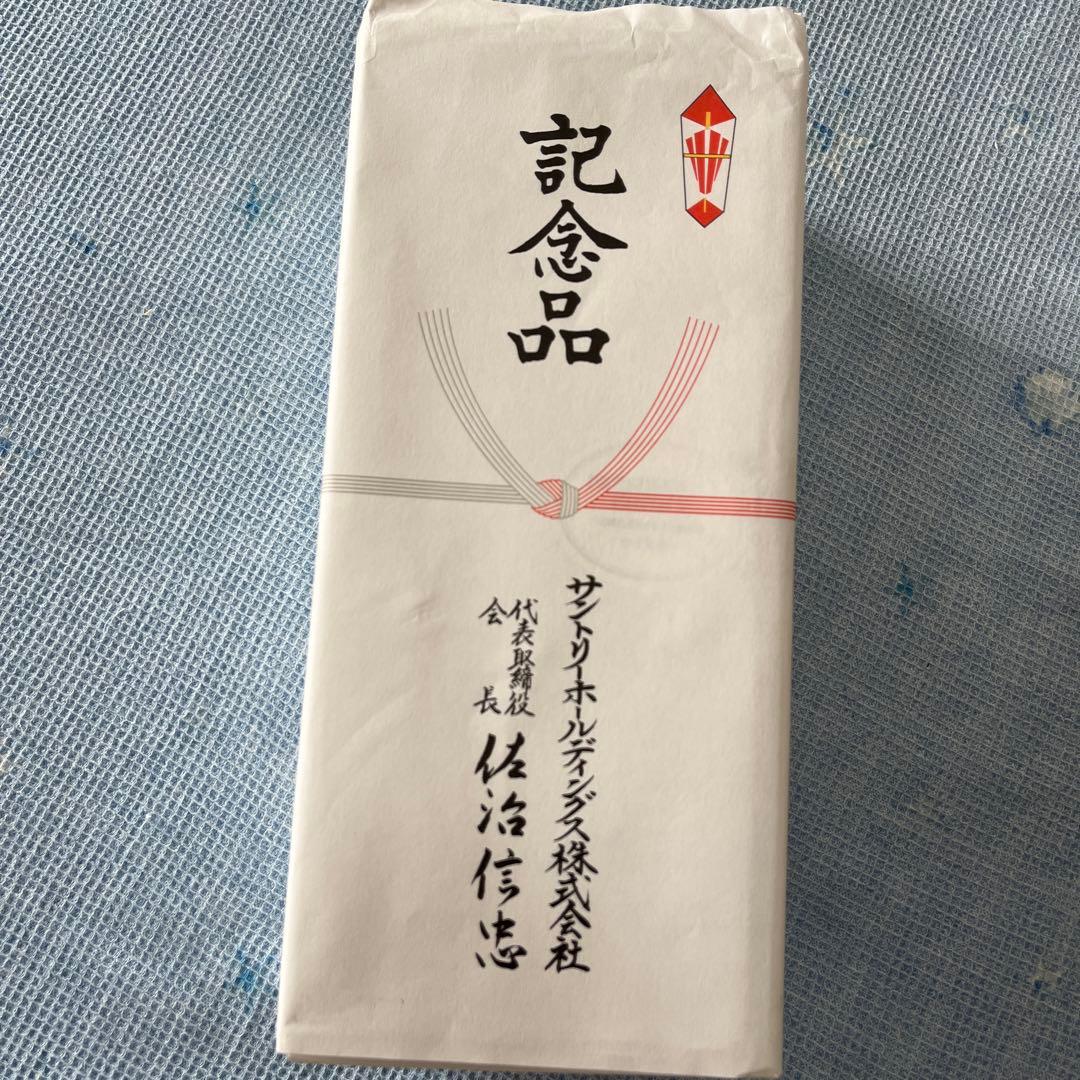 記念品
サントリーホールディングス株式会社
代表取締役
会長
佐治信忠